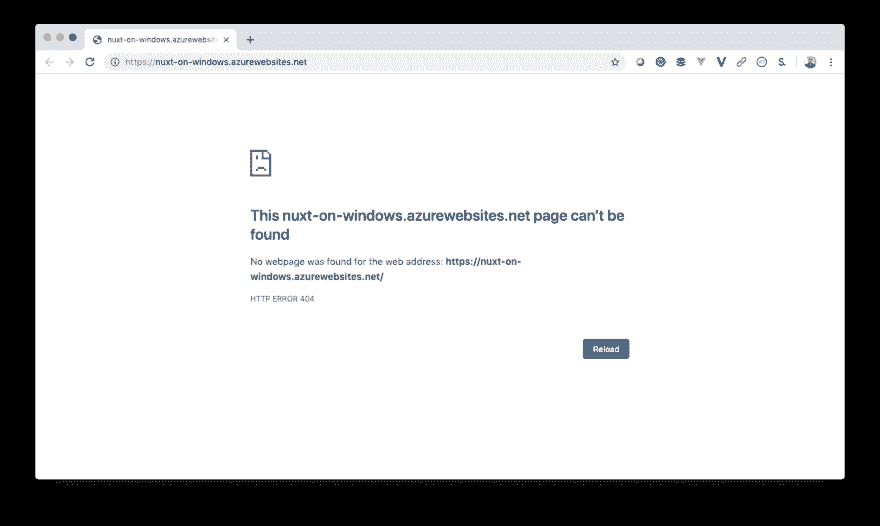 nuxt-on-windows.azurewebsit
https://nuxt-on-windows.azurewebsites.net
This nuxt-on-windows.azurewebsites.net page can't be
found
No webpage was found for the web address: https://nuxt-on-
windows.azurewebsites.net/
HTTP ERROR 404
Reload